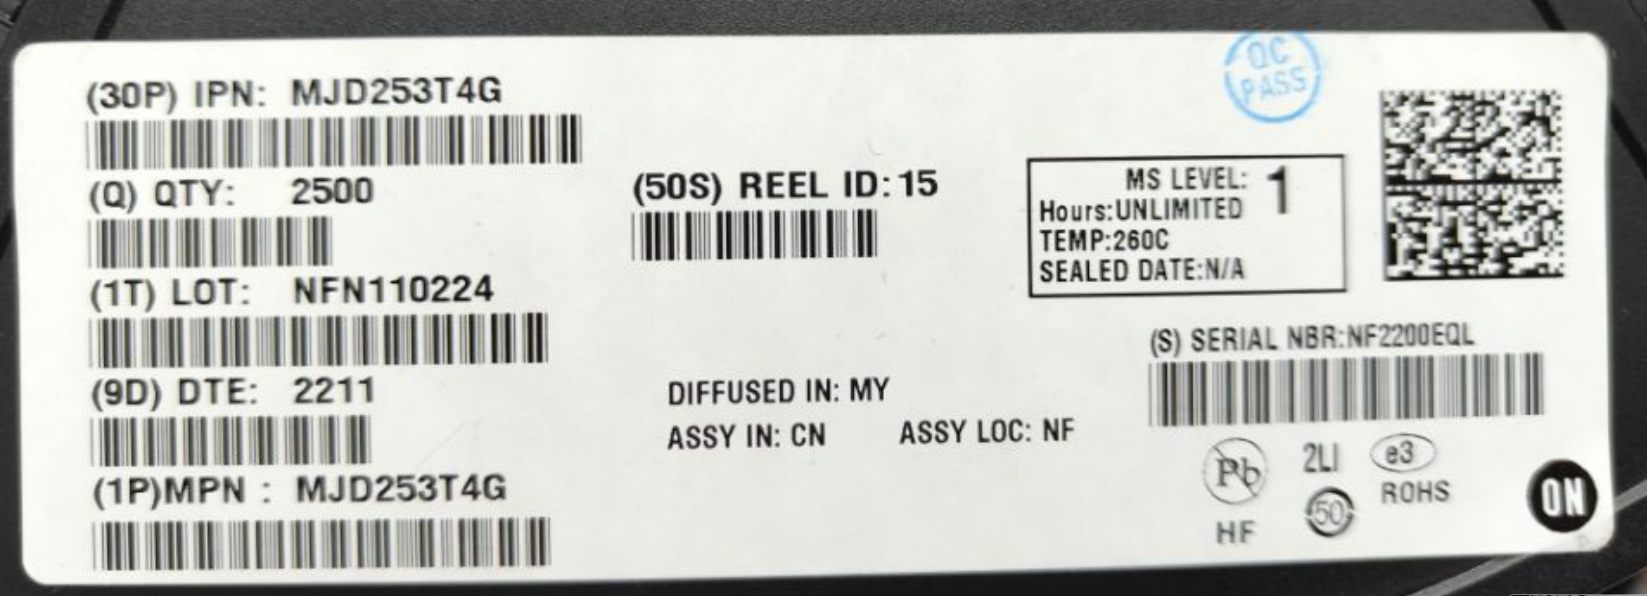 (30P) IPN: MJD253T4G
(Q) QTY: 2500
(1T) LOT: NFN110224
(9D) DTE: 2211
(1P)MPN : MJD253T4G
(50S) REEL ID:15
DIFFUSED IN: MY
ASSY IN: CN ASSY LOC: NF
QC
PASS
MS LEVEL: 1
Hours:UNLIMITED
TEMP:260C
SEALED DATE:N/A
(S) SERIAL NBR:NF2200EQL
Pb 2LI e3
HF 50 ROHS
ON